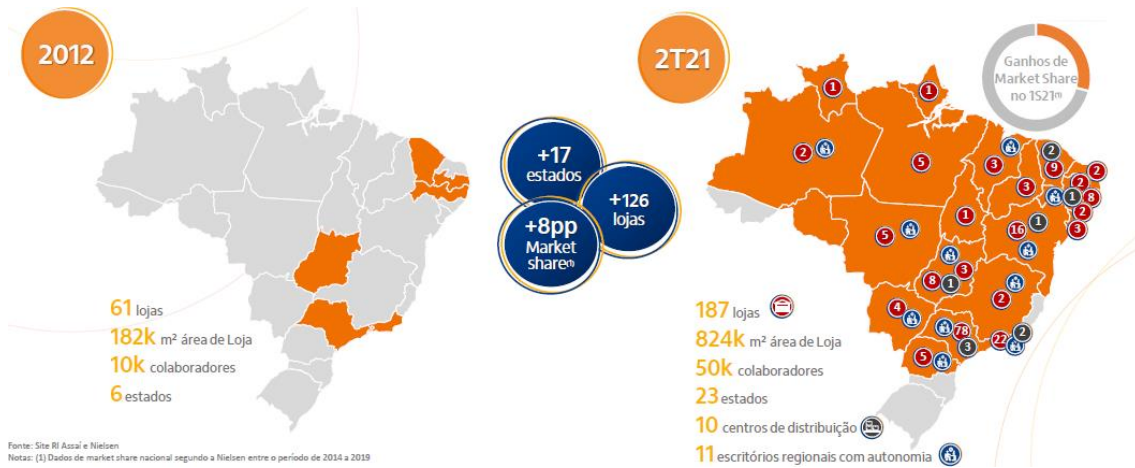 2012
61 lojas
182k m² área de Loja
10k colaboradores
6 estados
+17
estados
+126
lojas
+8pp
Market
share⁽¹⁾
2T21
Ganhos de
Market Share
no 1S21⁽¹⁾
1
1
2
5
3
2
9
2
3
2
1
8
2
1
5
1
16
3
3
8
1
2
4
78
2
22
3
5
187 lojas
824k m² área de Loja
50k colaboradores
23 estados
10 centros de distribuição
11 escritórios regionais com autonomia
Fonte: Site RI Assaí e Nielsen
Notas: (1) Dados de market share nacional segundo a Nielsen entre o período de 2014 a 2019